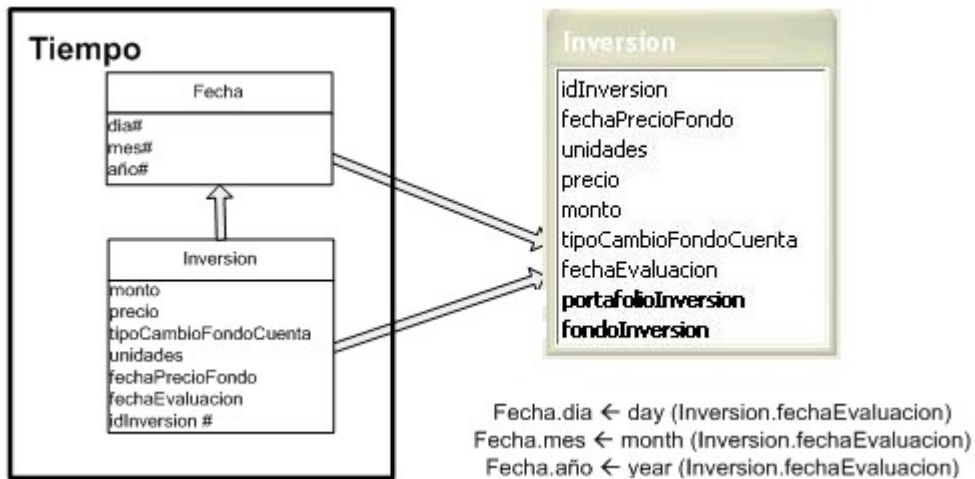 Tiempo
Fecha
dia#
mes#
año#
Inversion
monto
precio
tipoCambioFondoCuenta
unidades
fechaPrecioFondo
fechaEvaluacion
idInversion #
Inversion
idInversion
fechaPrecioFondo
unidades
precio
monto
tipoCambioFondoCuenta
fechaEvaluacion
portafolioInversion
fondoInversion
Fecha.dia ← day (Inversion.fechaEvaluacion)
Fecha.mes ← month (Inversion.fechaEvaluacion)
Fecha.año ← year (Inversion.fechaEvaluacion)